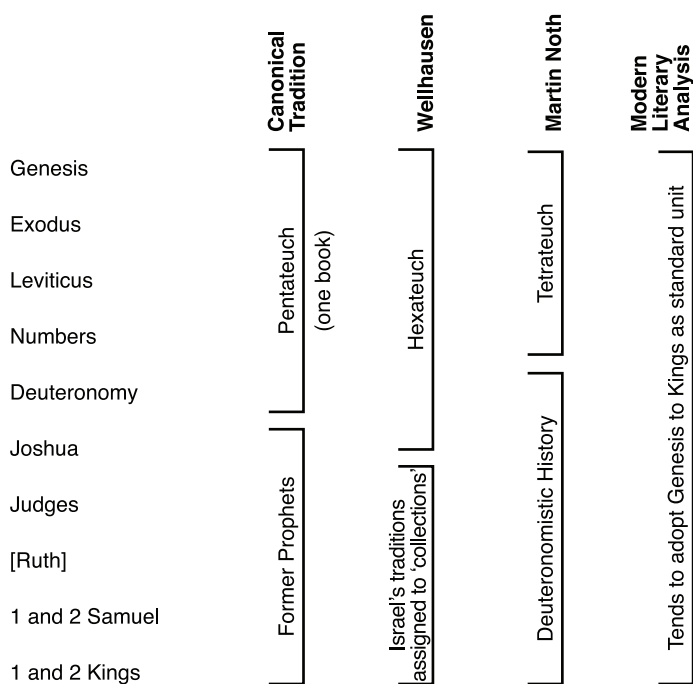 Canonical
Tradition
Wellhausen
Martin Noth
Modern
Literary
Analysis
Genesis
Exodus
Leviticus
Numbers
Deuteronomy
Joshua
Judges
[Ruth]
1 and 2 Samuel
1 and 2 Kings
Pentateuch
(one book)
Former Prophets
Hexateuch
Israel’s traditions
assigned to ‘collections’
Tetrateuch
Deuteronomistic History
Tends to adopt Genesis to Kings as standard unit